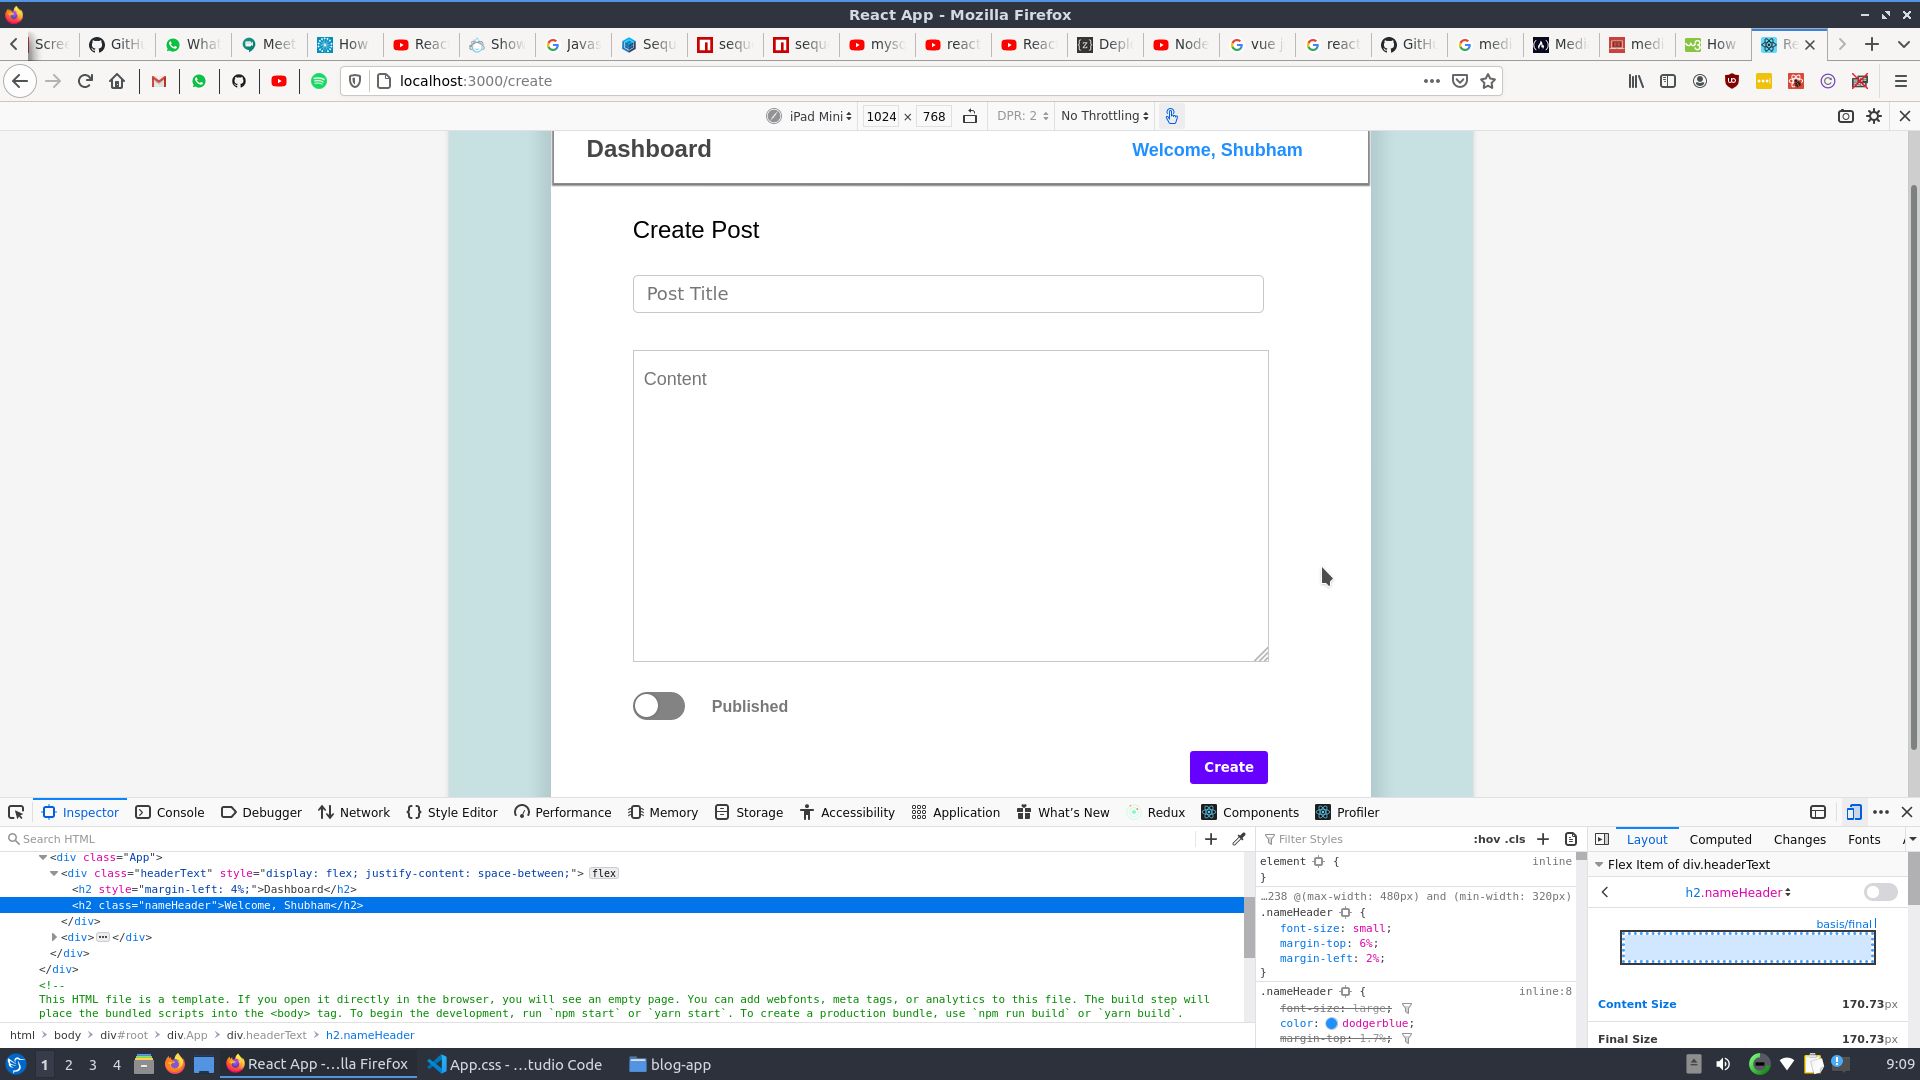 React App - Mozilla Firefox
Scree GitHu What Meet How Reac Show Javas Sequ sequ sequ mysq react Reac Depl Node vue j react GitHu medi Medi medi How Re
localhost:3000/create
iPad Mini 1024 × 768 DPR: 2 No Throttling
Dashboard Welcome, Shubham
Create Post
Post Title
Content
Published
Create
Inspector Console Debugger Network Style Editor Performance Memory Storage Accessibility Application What's New Redux Components Profiler
Search HTML Filter Styles :hov .cls Layout Computed Changes Fonts
<div class="App">
<div class="headerText" style="display: flex; justify-content: space-between;"> flex
<h2 style="margin-left: 4%;">Dashboard</h2>
<h2 class="nameHeader">Welcome, Shubham</h2>
</div>
<div> ••• </div>
</div>
</div>
<!--
This HTML file is a template. If you open it directly in the browser, you will see an empty page. You can add webfonts, meta tags, or analytics to this file. The build step will
place the bundled scripts into the <body> tag. To begin the development, run `npm start` or `yarn start`. To create a production bundle, use `npm run build` or `yarn build`.
html body div#root div.App div.headerText h2.nameHeader
element { inline
}
…238 @(max-width: 480px) and (min-width: 320px)
.nameHeader {
font-size: small;
margin-top: 6%;
margin-left: 2%;
}
.nameHeader { inline:8
font-size: large;
color: dodgerblue;
margin-top: 1.7%;
Flex Item of div.headerText
h2.nameHeader
basis/final
Content Size 170.73px
Final Size 170.73px
1 2 3 4 React App -...lla Firefox App.css - ...tudio Code blog-app 9:09